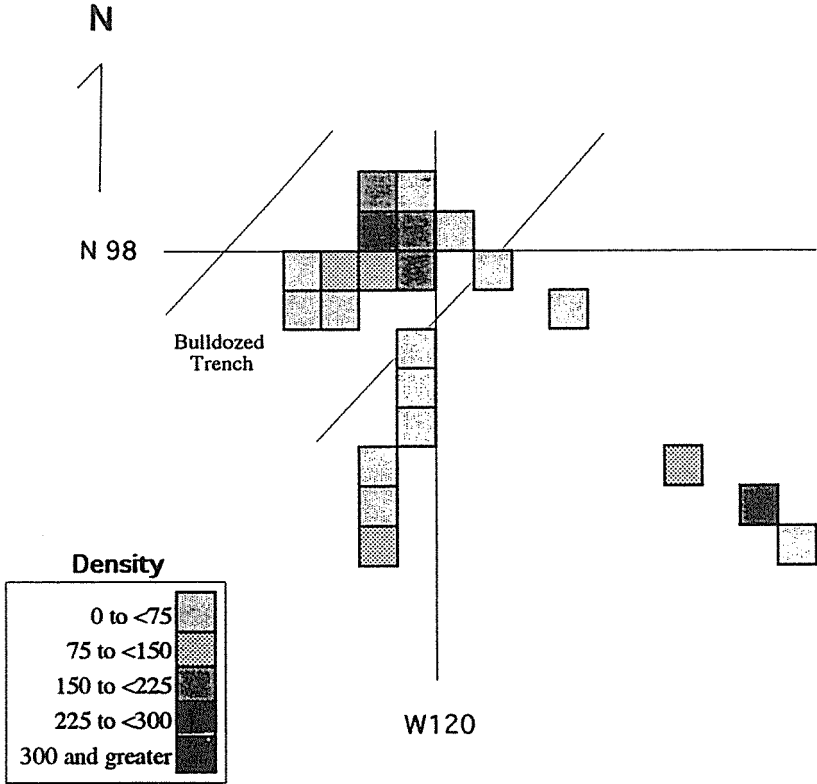 N
N 98
Bulldozed
Trench
Density
0 to <75
75 to <150
150 to <225
225 to <300
300 and greater
W120